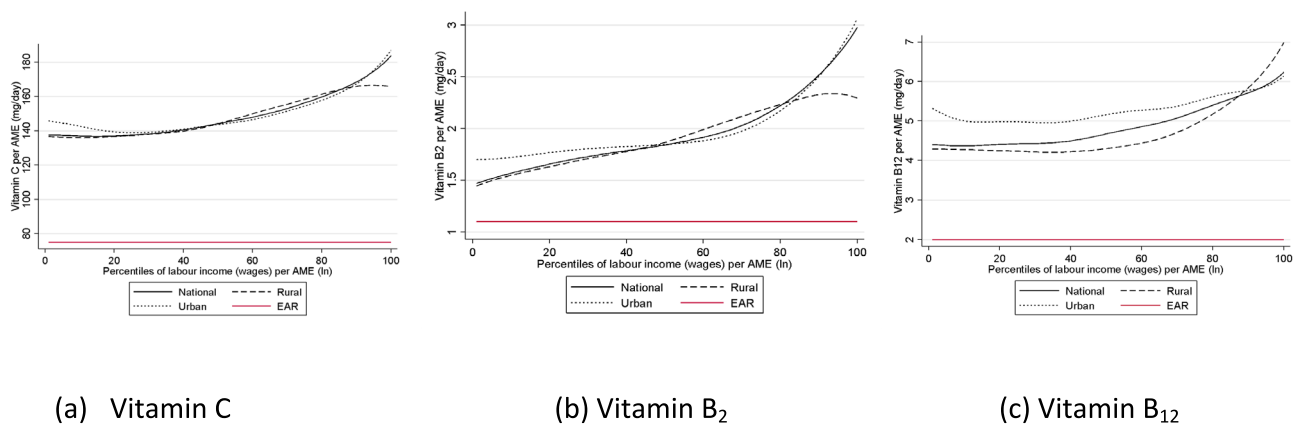 Vitamin C per AME (mg/day)
180
160
140
120
100
80
0 20 40 60 80 100
Percentiles of labour income (wages) per AME (ln)
National Rural
Urban EAR
(a) Vitamin C
Vitamin B2 per AME (mg/day)
3
2.5
2
1.5
1
0 20 40 60 80 100
Percentiles of labour income (wages) per AME (ln)
National Rural
Urban EAR
(b) Vitamin B₂
Vitamin B12 per AME (mg/day)
7
6
5
4
3
2
0 20 40 60 80 100
Percentiles of labour income (wages) per AME (ln)
National Rural
Urban EAR
(c) Vitamin B₁₂